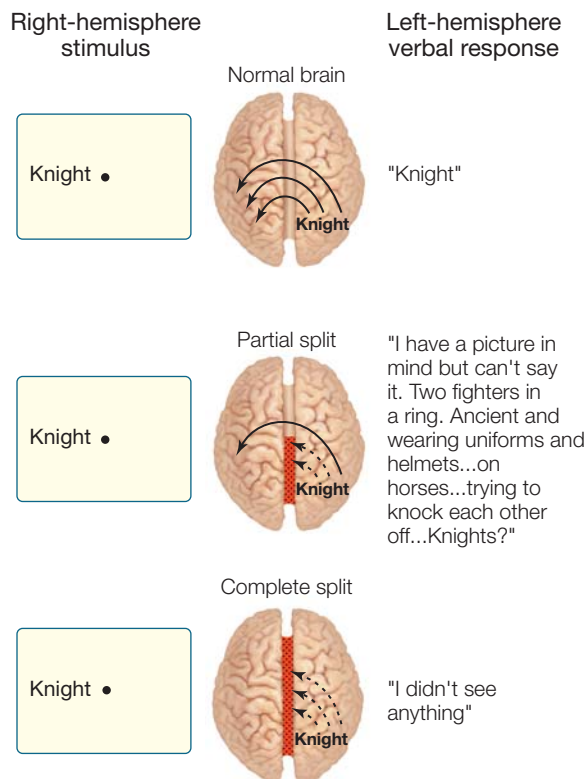 Right-hemisphere
stimulus
Left-hemisphere
verbal response
Normal brain
Knight
Knight
"Knight"
Partial split
Knight
Knight
"I have a picture in
mind but can't say
it. Two fighters in
a ring. Ancient and
wearing uniforms and
helmets...on
horses...trying to
knock each other
off...Knights?"
Complete split
Knight
Knight
"I didn't see
anything"